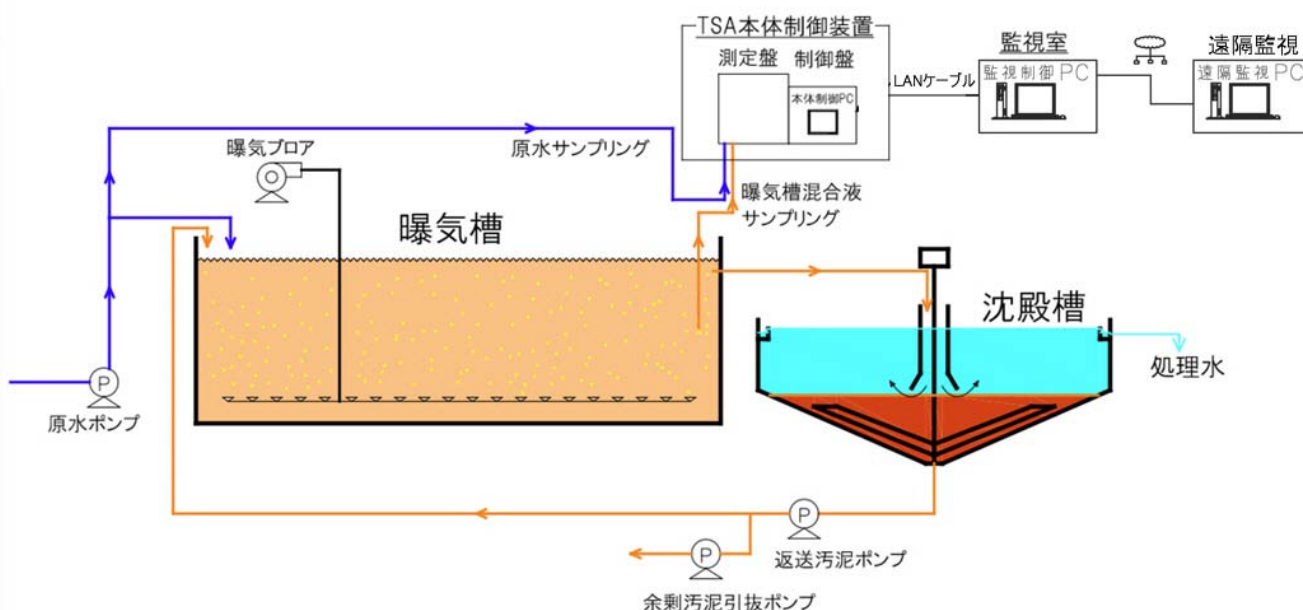 TSA本体制御装置
測定盤 制御盤
本体制御PC
LANケーブル
監視室
監視制御PC
遠隔監視
遠隔監視PC
原水サンプリング
曝気ブロア
曝気槽混合液
サンプリング
曝気槽
沈殿槽
処理水
P
原水ポンプ
P
返送汚泥ポンプ
P
余剰汚泥引抜ポンプ